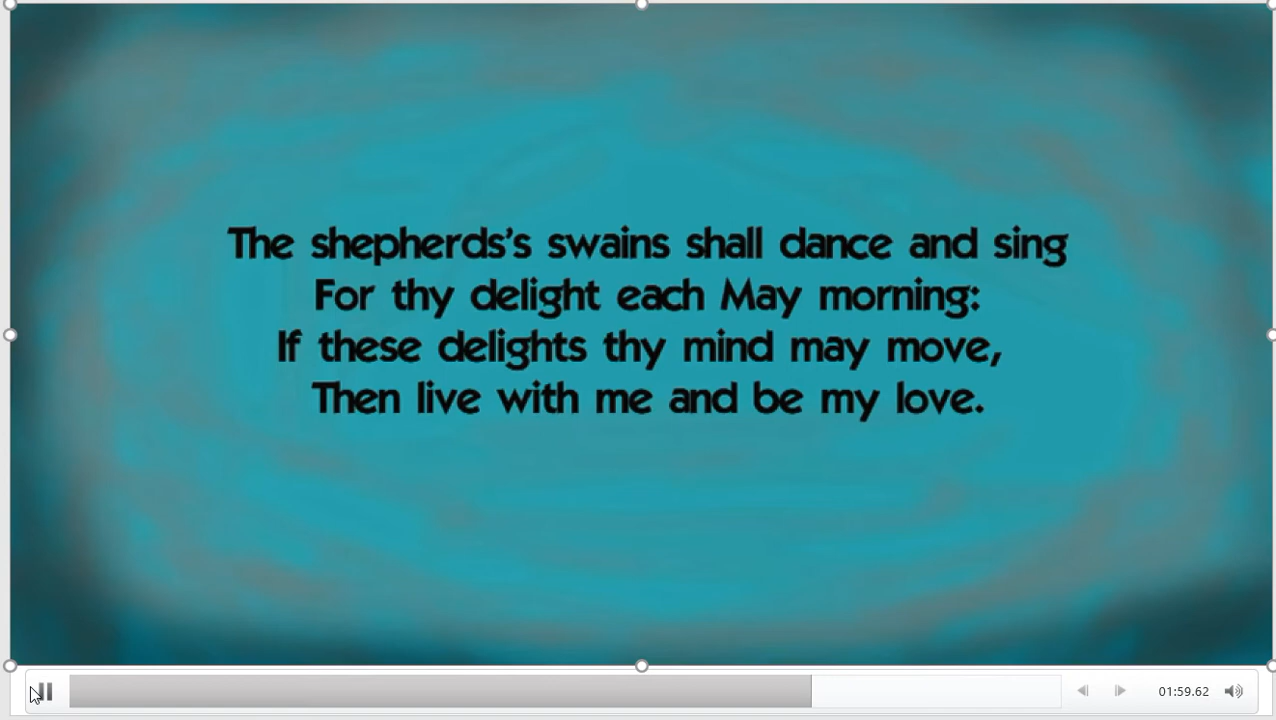 The shepherds's swains shall dance and sing
For thy delight each May morning:
If these delights thy mind may move,
Then live with me and be my love.
01:59.62